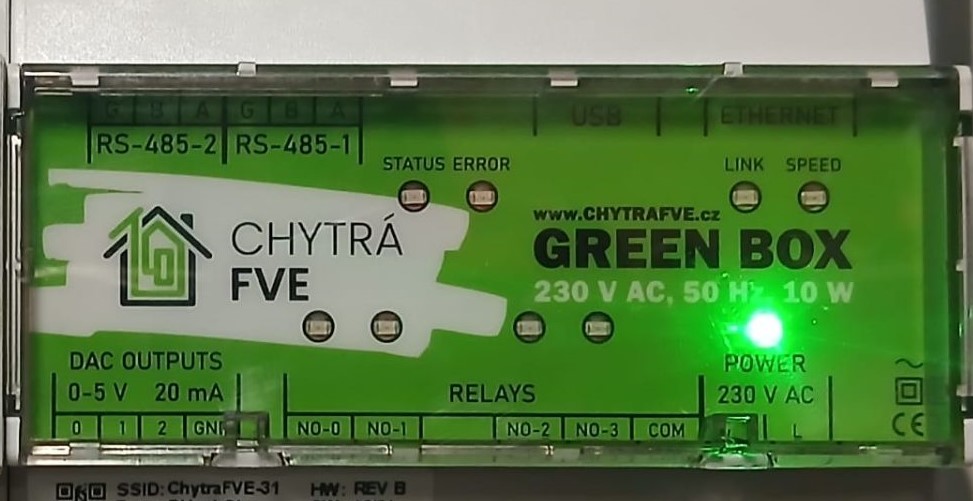 G B A G B A USB ETHERNET
RS-485-2 RS-485-1
STATUS ERROR LINK SPEED
www.CHYTRAFVE.cz
CHYTRÁ
FVE
GREEN BOX
230 V AC, 50 Hz, 10 W
DAC OUTPUTS POWER
0-5 V 20 mA RELAYS 230 V AC
0 1 2 GND NO-0 NO-1 NO-2 NO-3 COM L
CE
SSID: ChytraFVE-31 HW: REV B